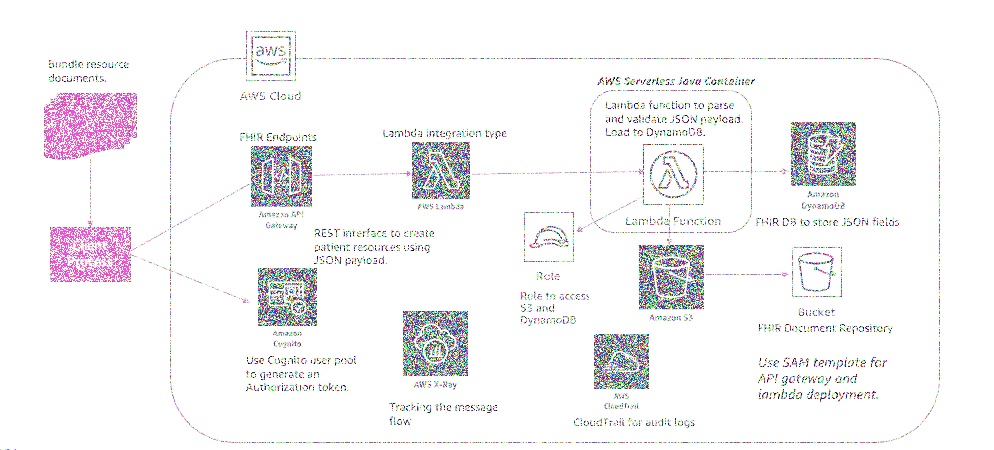 Bundle resource
documents.
aws
AWS Cloud
FHIR Endpoints
Amazon API
Gateway
REST interface to create
patient resources using
JSON payload.
Lambda integration type
AWS Lambda
AWS Serverless Java Container
Lambda function to parse
and validate JSON payload.
Load to DynamoDB.
Lambda Function
Amazon
DynamoDB
FHIR DB to store JSON fields
Role
Role to access
S3 and
DynamoDB
Amazon S3
Bucket
FHIR Document Repository
Amazon
Cognito
Use Cognito user pool
to generate an
Authorization token.
AWS X-Ray
Tracking the message
flow
AWS
CloudTrail
CloudTrail for audit logs
Use SAM template for
API gateway and
lambda deployment.